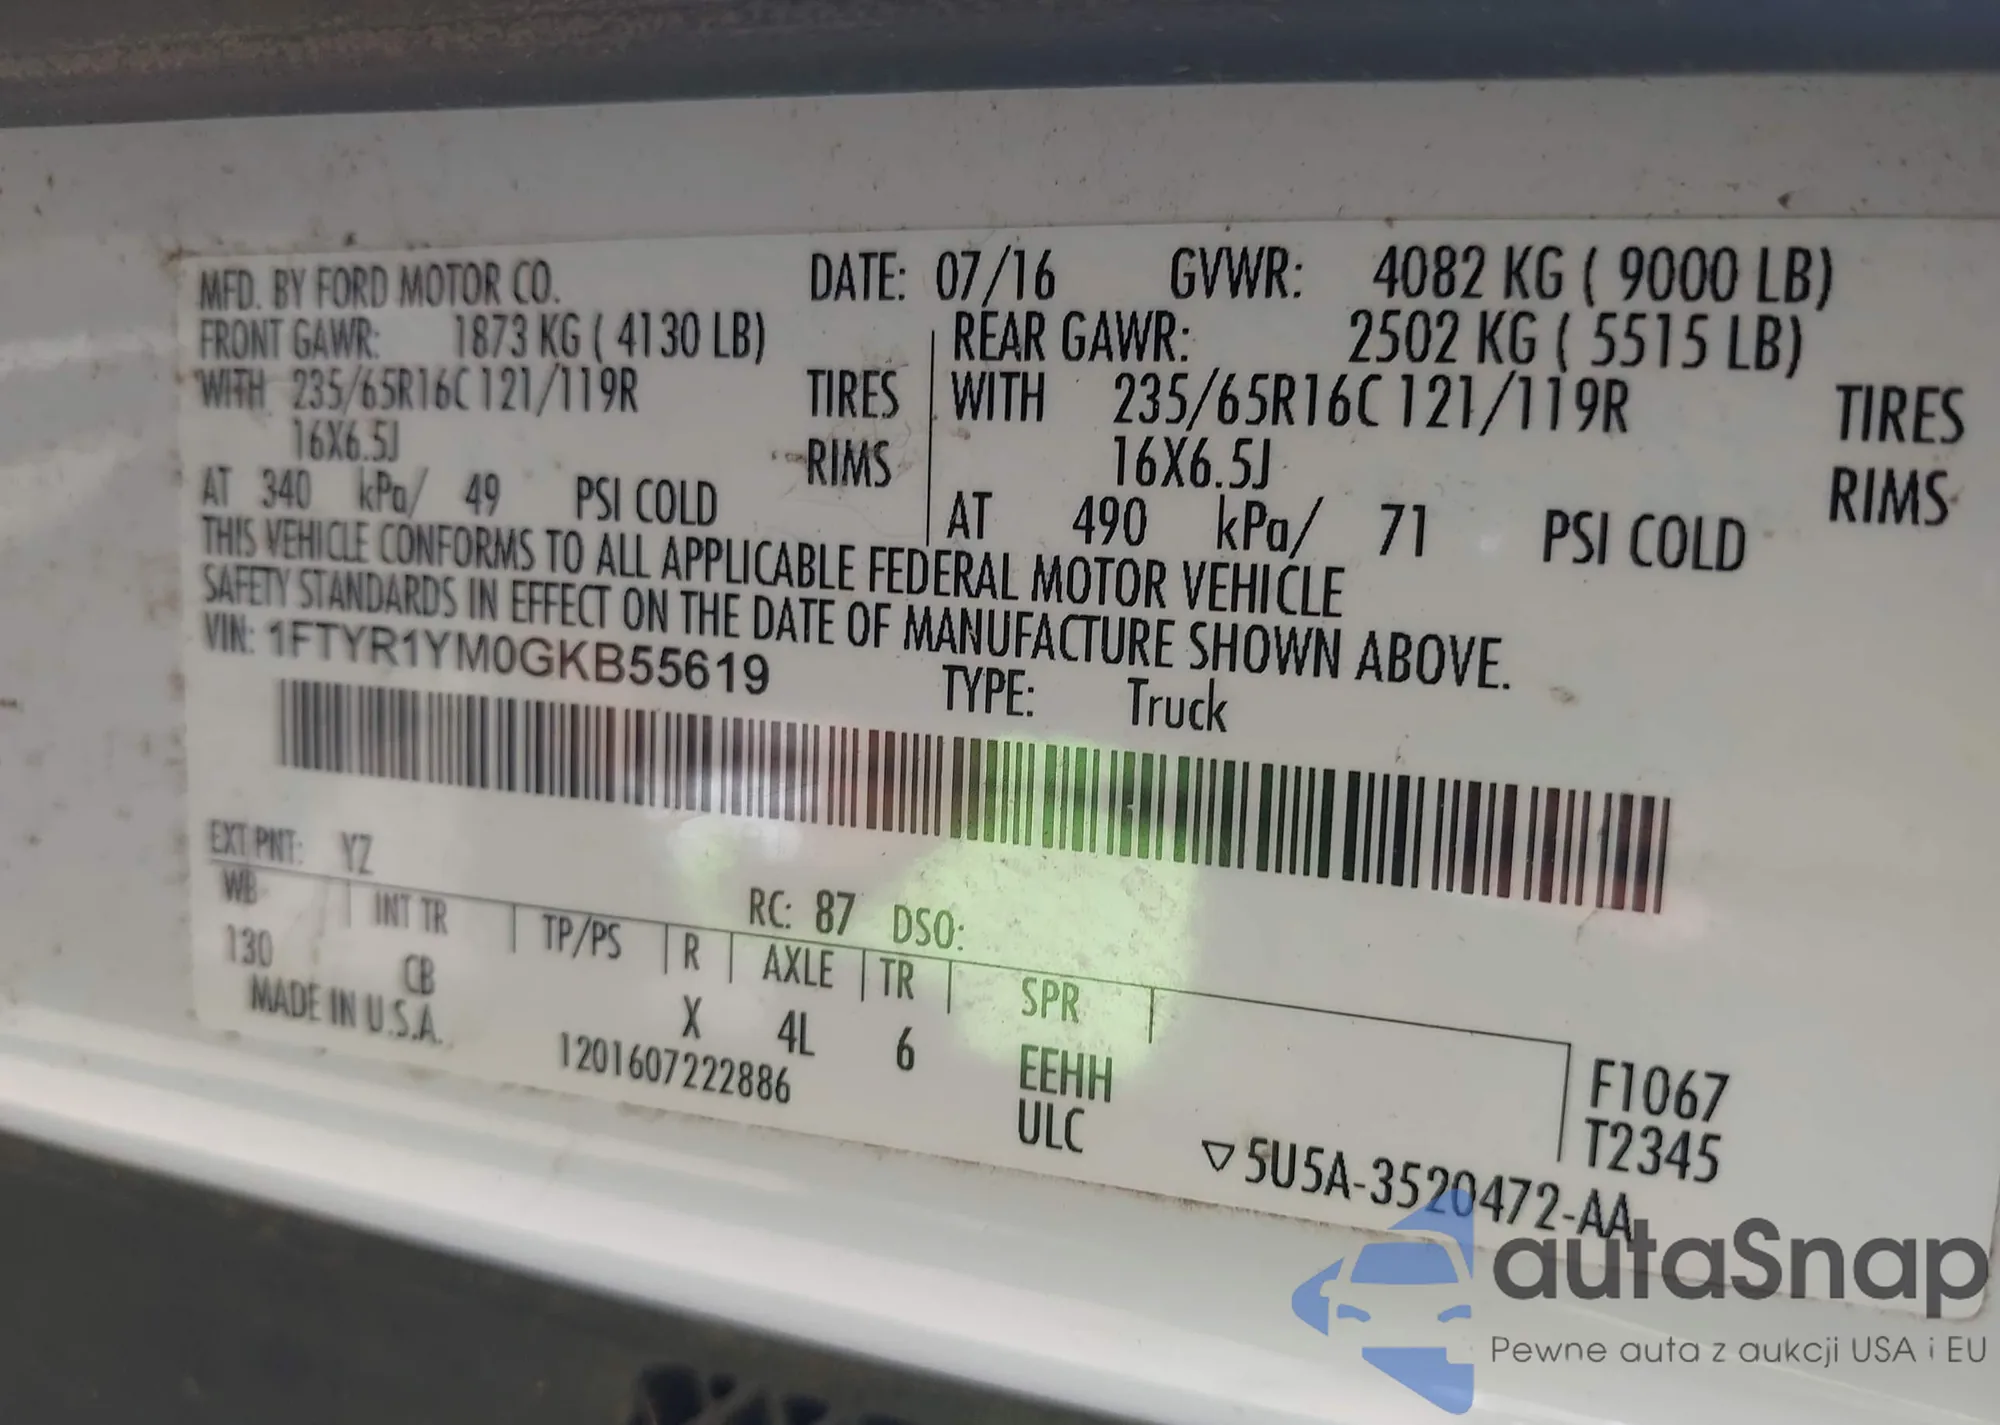 MFD. BY FORD MOTOR CO. DATE: 07/16 GVWR: 4082 KG ( 9000 LB)
FRONT GAWR: 1873 KG ( 4130 LB) REAR GAWR: 2502 KG ( 5515 LB)
WITH 235/65R16C 121/119R TIRES WITH 235/65R16C 121/119R TIRES
16X6.5J RIMS 16X6.5J RIMS
AT 340 kPa/ 49 PSI COLD AT 490 kPa/ 71 PSI COLD
THIS VEHICLE CONFORMS TO ALL APPLICABLE FEDERAL MOTOR VEHICLE
SAFETY STANDARDS IN EFFECT ON THE DATE OF MANUFACTURE SHOWN ABOVE.
VIN: 1FTYR1YM0GKB55619 TYPE: Truck
EXT PNT: YZ RC: 87 DSO:
WB INT TR TP/PS R AXLE TR SPR
130 CB X 4L 6 EEHH F1067
MADE IN U.S.A. 1201607222886 ULC T2345
▽5U5A-3520472-AA
autaSnap
Pewne auta z aukcji USA i EU